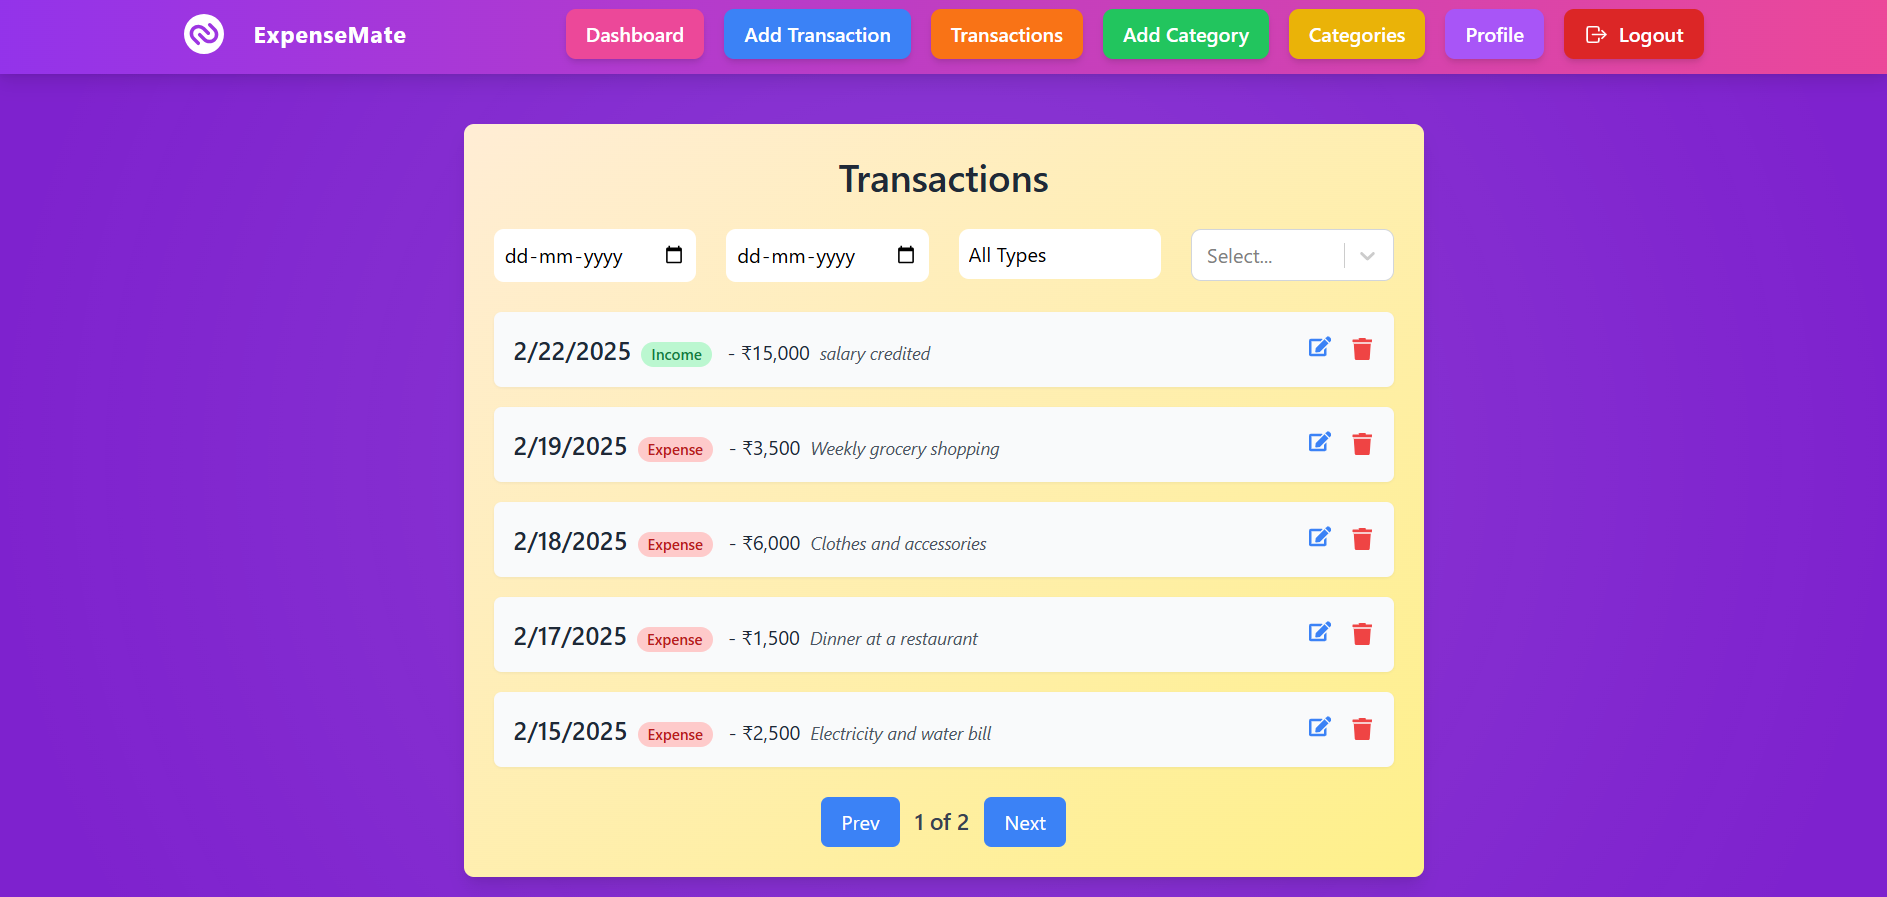 ExpenseMate Dashboard Add Transaction Transactions Add Category Categories Profile Logout
Transactions
dd-mm-yyyy dd-mm-yyyy All Types Select...
2/22/2025 Income - ₹15,000 salary credited
2/19/2025 Expense - ₹3,500 Weekly grocery shopping
2/18/2025 Expense - ₹6,000 Clothes and accessories
2/17/2025 Expense - ₹1,500 Dinner at a restaurant
2/15/2025 Expense - ₹2,500 Electricity and water bill
Prev 1 of 2 Next